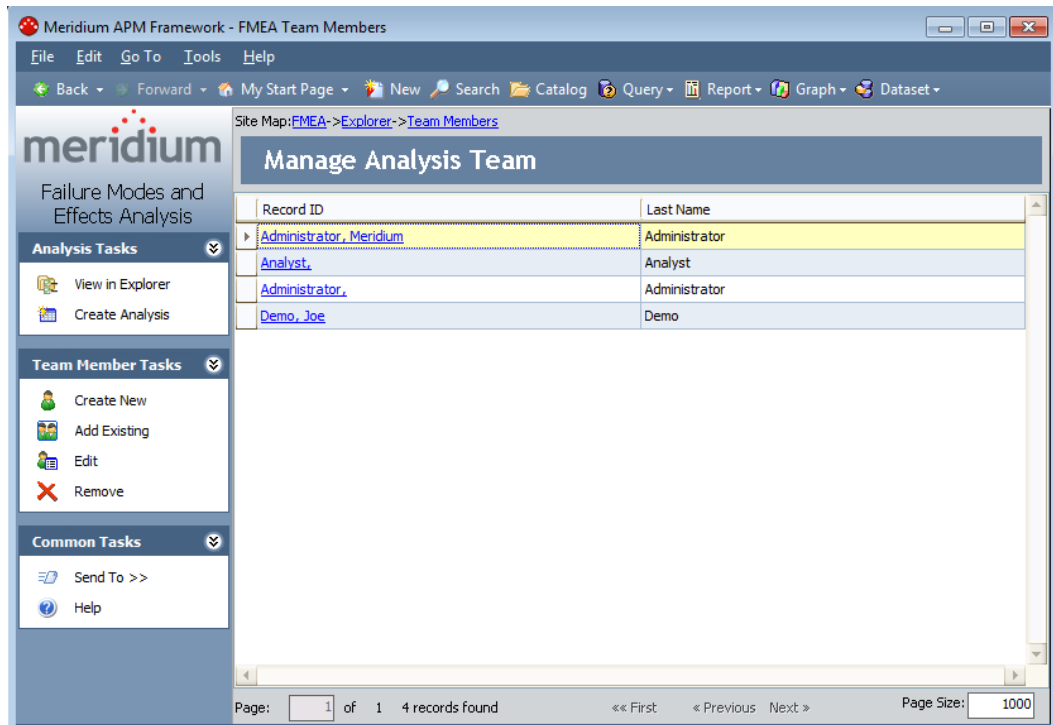 Meridium APM Framework - FMEA Team Members
File Edit Go To Tools Help
Back Forward My Start Page New Search Catalog Query Report Graph Dataset
meridium
Failure Modes and
Effects Analysis
Analysis Tasks
View in Explorer
Create Analysis
Team Member Tasks
Create New
Add Existing
Edit
Remove
Common Tasks
Send To >>
Help
Site Map:FMEA->Explorer->Team Members
Manage Analysis Team
Record ID Last Name
Administrator, Meridium Administrator
Analyst, Analyst
Administrator, Administrator
Demo, Joe Demo
Page: 1 of 1 4 records found «« First « Previous Next » Page Size: 1000